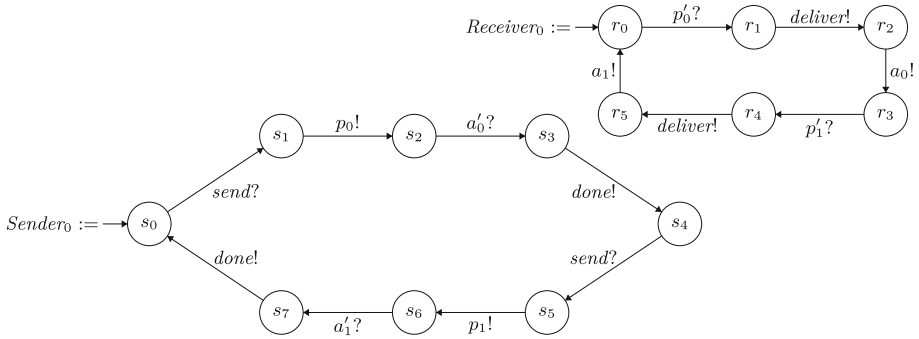 Receiver₀ := r₀ p′₀? r₁ deliver! r₂
a₁! a₀!
r₅ deliver! r₄ p′₁? r₃
s₁ p₀! s₂ a′₀? s₃
send? done!
Sender₀ := s₀ s₄
done! send?
s₇ a′₁? s₆ p₁! s₅